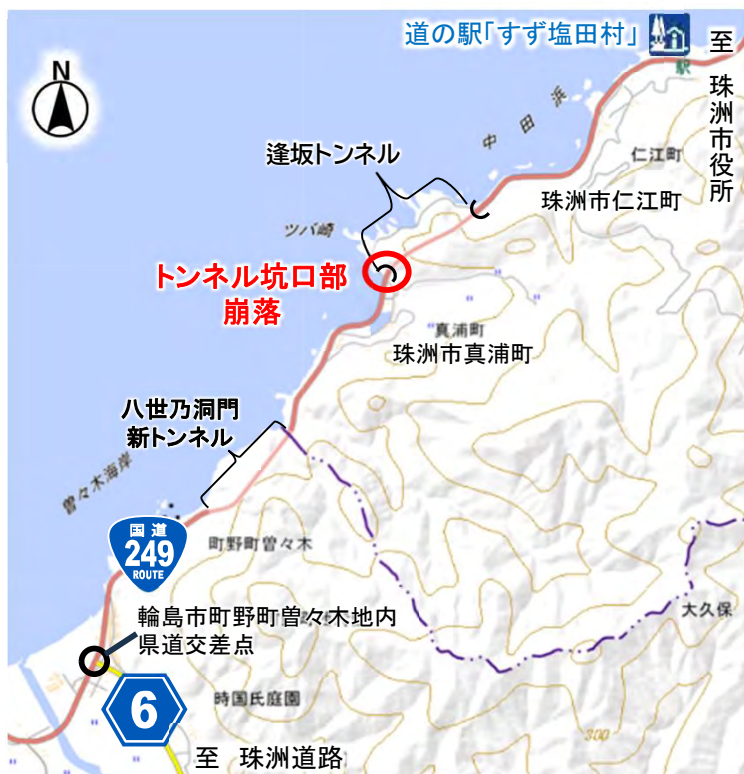 道の駅「すず塩田村」
駅
至 珠洲市役所
N
中田浜
仁江町
逢坂トンネル
珠洲市仁江町
ツバ崎
トンネル坑口部
崩落
真浦町
珠洲市真浦町
八世乃洞門
新トンネル
曽々木海岸
国道
249
ROUTE
町野町曽々木
輪島市町野町曽々木地内
県道交差点
大久保
6
時国氏庭園
300
至 珠洲道路